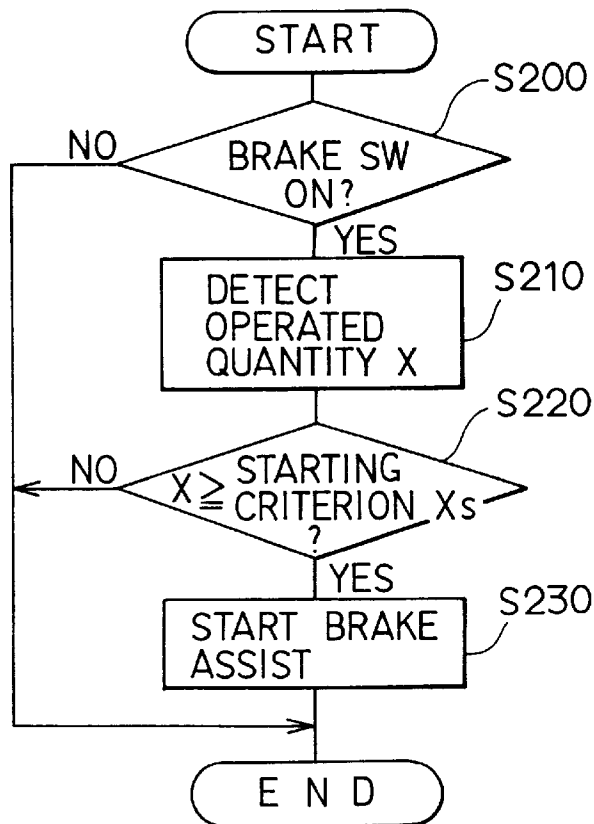 START
S200
NO
BRAKE SW
ON?
YES
DETECT
OPERATED
QUANTITY X
S210
S220
NO
X ≧ STARTING
CRITERION Xs
?
YES
START BRAKE
ASSIST
S230
END